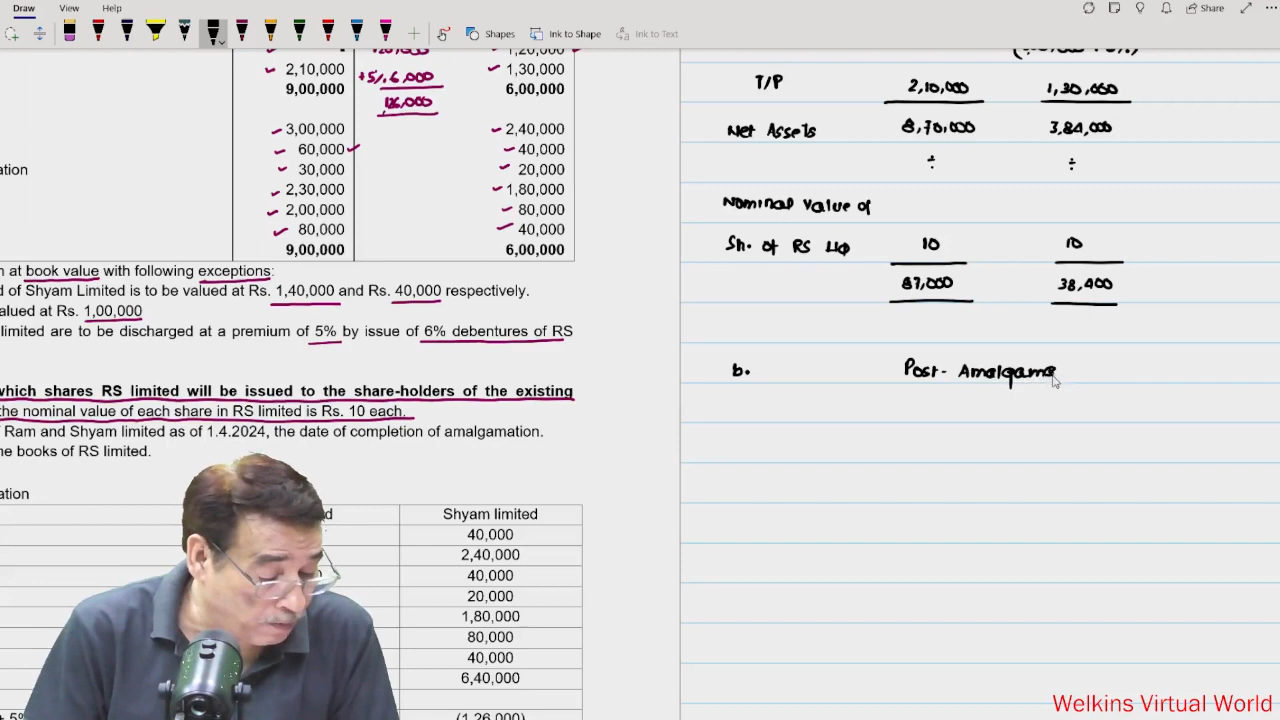 Draw View Help Share
Shapes Ink to Shape Ink to Text
1,20,000
2,10,000 +5% 6,000 1,30,000
9,00,000 126,000 6,00,000
3,00,000 2,40,000
60,000 40,000
ation 30,000 20,000
2,30,000 1,80,000
2,00,000 80,000
80,000 40,000
9,00,000 6,00,000
n at book value with following exceptions:
d of Shyam Limited is to be valued at Rs. 1,40,000 and Rs. 40,000 respectively.
alued at Rs. 1,00,000
limited are to be discharged at a premium of 5% by issue of 6% debentures of RS
which shares RS limited will be issued to the share-holders of the existing
the nominal value of each share in RS limited is Rs. 10 each.
f Ram and Shyam limited as of 1.4.2024, the date of completion of amalgamation.
he books of RS limited.
ation
d Shyam limited
40,000
2,40,000
40,000
20,000
1,80,000
80,000
40,000
6,40,000
+ 5% (1,26,000)
T/P 2,10,000 1,30,000
Net Assets 8,70,000 3,84,000
÷ ÷
Nominal Value of
Sh. of RS Ltd 10 10
87,000 38,400
b. Post- Amalgama
Welkins Virtual World